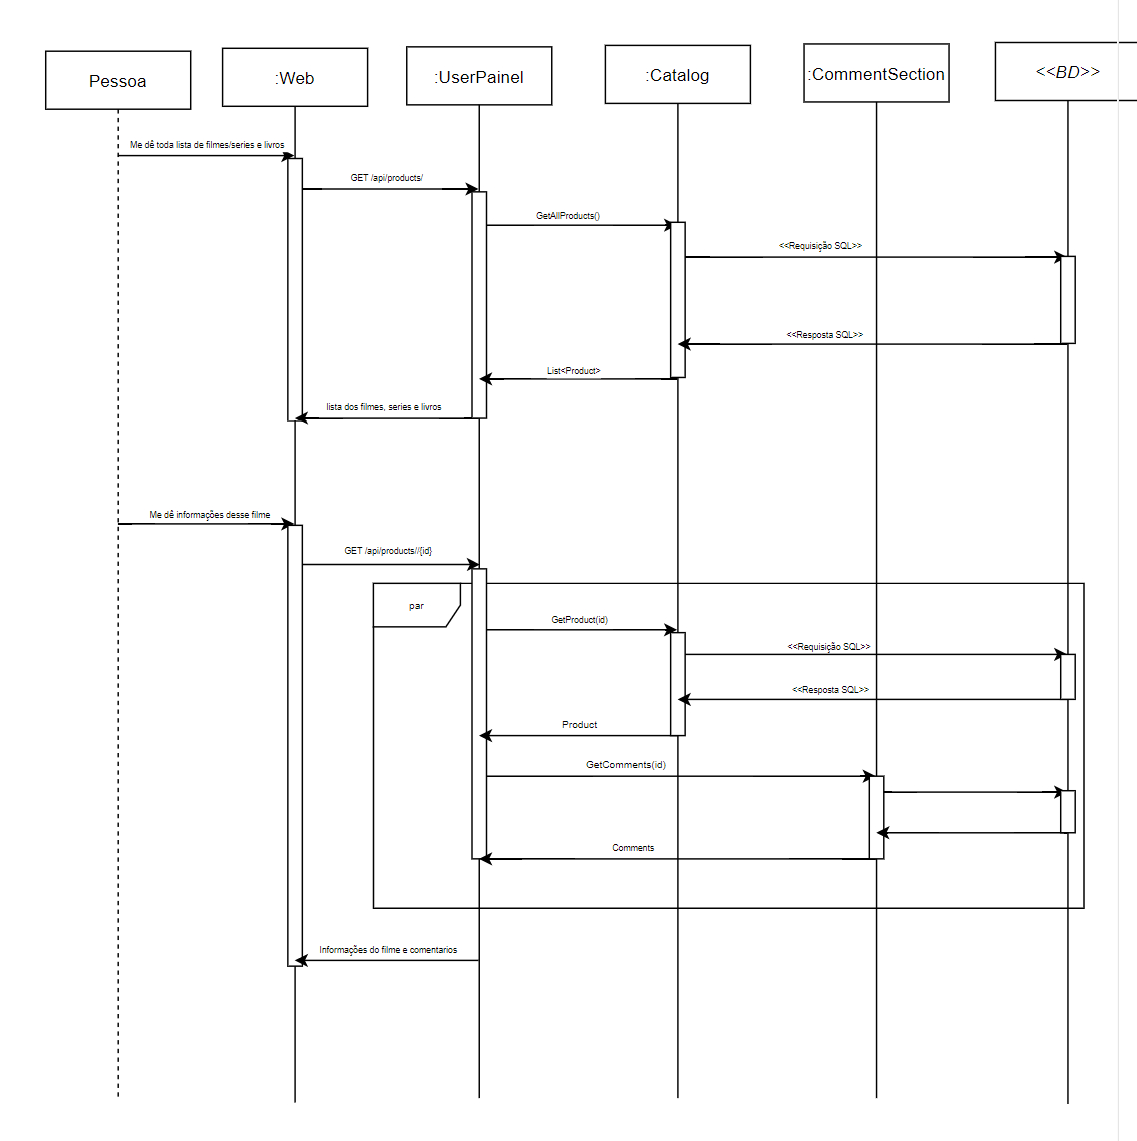 Pessoa
:Web
:UserPainel
:Catalog
:CommentSection
<<BD>>
Me dê toda lista de filmes/series e livros
GET /api/products/
GetAllProducts()
<<Requisição SQL>>
<<Resposta SQL>>
List<Product>
lista dos filmes, series e livros
Me dê informações desse filme
GET /api/products//{id}
par
GetProduct(id)
<<Requisição SQL>>
<<Resposta SQL>>
Product
GetComments(id)
Comments
Informações do filme e comentarios